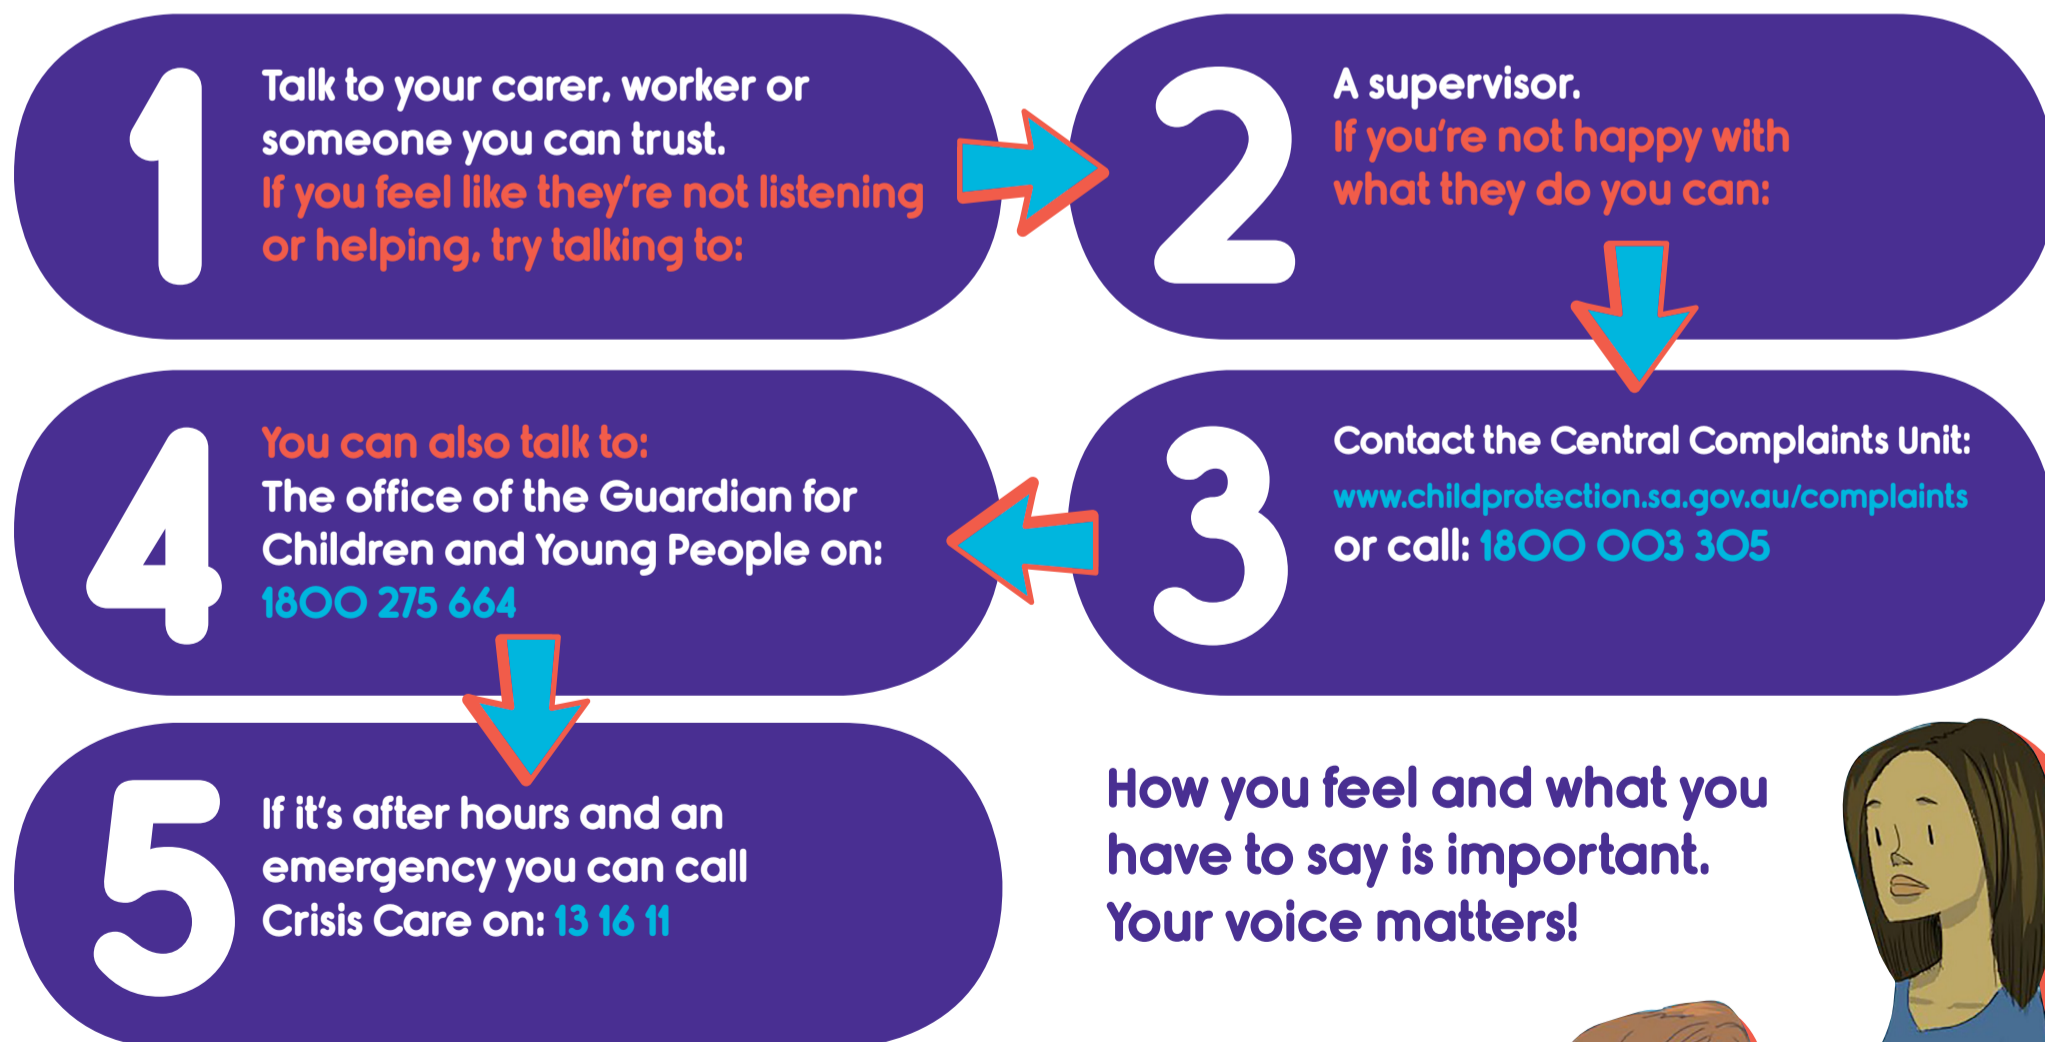 1
Talk to your carer, worker or
someone you can trust.
If you feel like they're not listening
or helping, try talking to:
2
A supervisor.
If you're not happy with
what they do you can:
3
Contact the Central Complaints Unit:
www.childprotection.sa.gov.au/complaints
or call: 1800 003 305
4
You can also talk to:
The office of the Guardian for
Children and Young People on:
1800 275 664
5
If it's after hours and an
emergency you can call
Crisis Care on: 13 16 11
How you feel and what you
have to say is important.
Your voice matters!